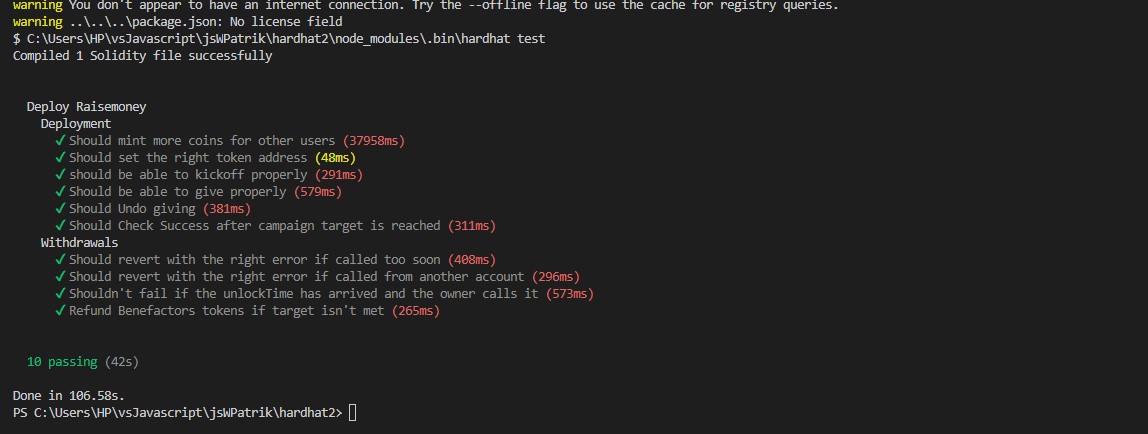 warning You don't appear to have an internet connection. Try the --offline flag to use the cache for registry queries.
warning ..\..\..\package.json: No license field
$ C:\Users\HP\vsJavascript\jsWPatrik\hardhat2\node_modules\.bin\hardhat test
Compiled 1 Solidity file successfully
Deploy Raisemoney
Deployment
✓ Should mint more coins for other users (37958ms)
✓ Should set the right token address (48ms)
✓ should be able to kickoff properly (291ms)
✓ Should be able to give properly (579ms)
✓ Should Undo giving (381ms)
✓ Should Check Success after campaign target is reached (311ms)
Withdrawals
✓ Should revert with the right error if called too soon (408ms)
✓ Should revert with the right error if called from another account (296ms)
✓ Shouldn't fail if the unlockTime has arrived and the owner calls it (573ms)
✓ Refund Benefactors tokens if target isn't met (265ms)
10 passing (42s)
Done in 106.58s.
PS C:\Users\HP\vsJavascript\jsWPatrik\hardhat2>